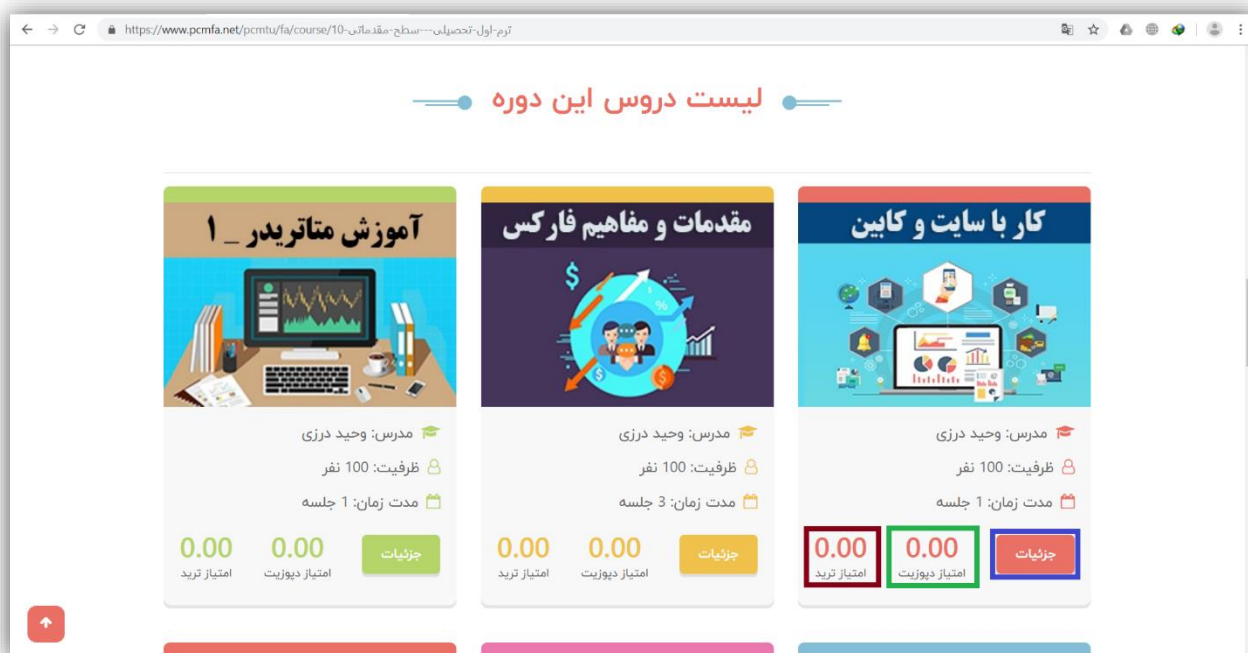 https://www.pcmfa.net/pcmtu/fa/course/10-ترم-اول-تحصیلی---سطح-مقدماتی
لیست دروس این دوره
کار با سایت و کابین
مدرس: وحید درزی
ظرفیت: 100 نفر
مدت زمان: 1 جلسه
جزئیات
0.00
امتیاز دپوزیت
0.00
امتیاز ترید
مقدمات و مفاهیم فارکس
مدرس: وحید درزی
ظرفیت: 100 نفر
مدت زمان: 3 جلسه
جزئیات
0.00
امتیاز دپوزیت
0.00
امتیاز ترید
آموزش متاتریدر _ ۱
مدرس: وحید درزی
ظرفیت: 100 نفر
مدت زمان: 1 جلسه
جزئیات
0.00
امتیاز دپوزیت
0.00
امتیاز ترید